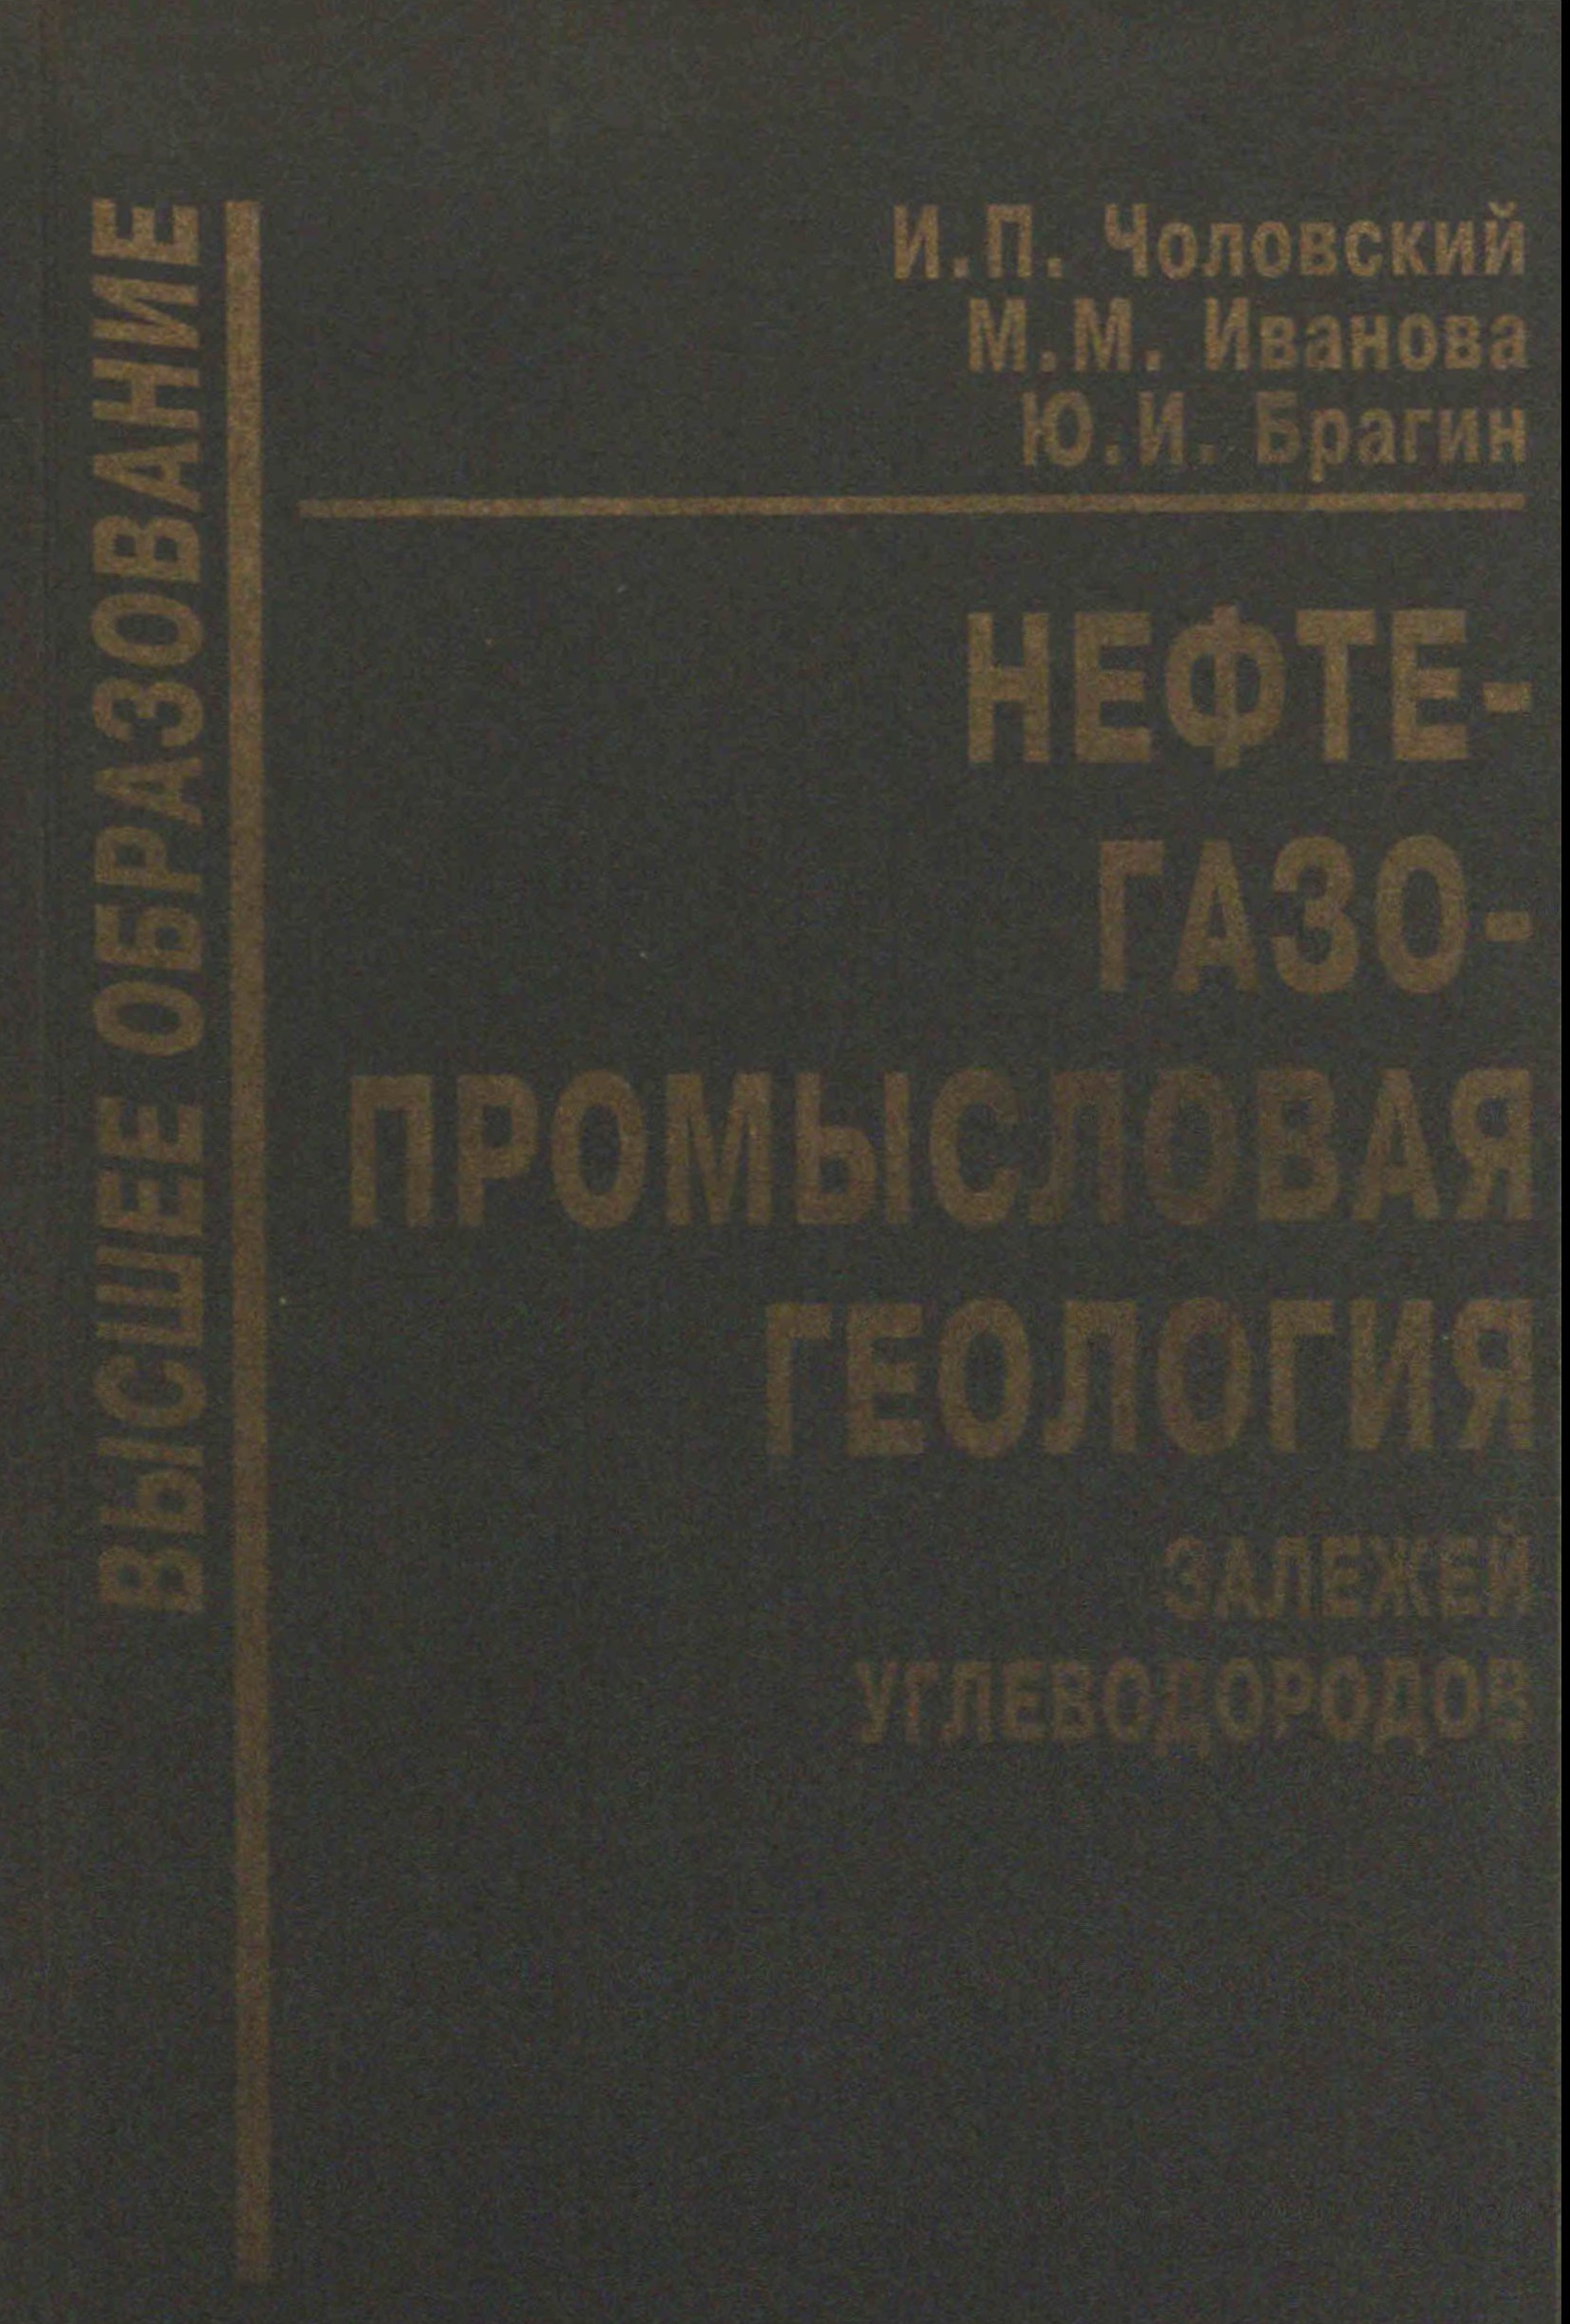 ВЫСШЕЕ ОБРАЗОВАНИЕ
И.П. Чоловский
М.М. Иванова
Ю.И. Брагин
НЕФТЕ-
ГАЗО-
ПРОМЫСЛОВАЯ
ГЕОЛОГИЯ
ЗАЛЕЖЕЙ
УГЛЕВОДОРОДОВ